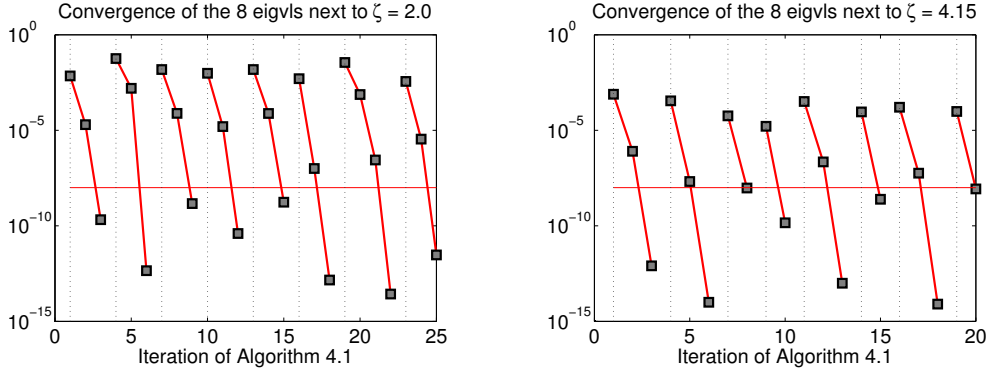 Convergence of the 8 eigvls next to ζ = 2.0
10^0
10^−5
10^−10
10^−15
0 5 10 15 20 25
Iteration of Algorithm 4.1
Convergence of the 8 eigvls next to ζ = 4.15
10^0
10^−5
10^−10
10^−15
0 5 10 15 20
Iteration of Algorithm 4.1